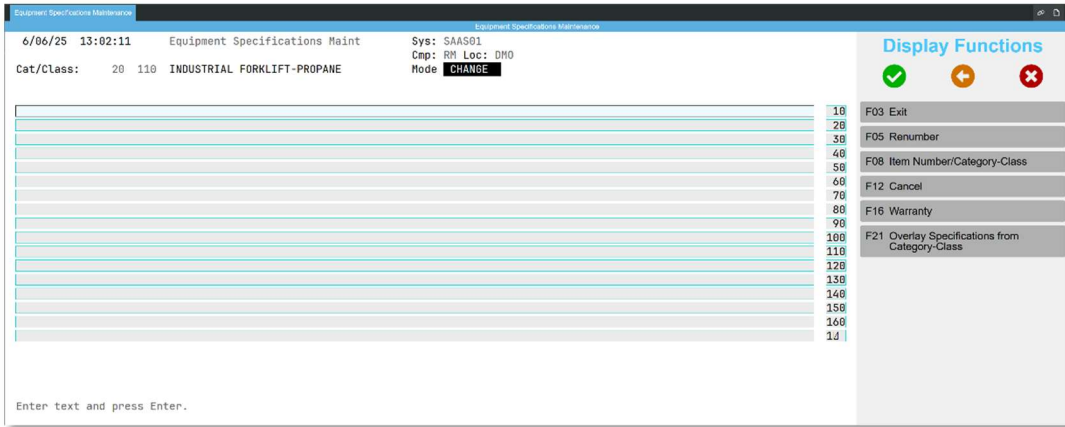 Equipment Specifications Maintenance
Equipment Specifications Maintenance
6/06/25 13:02:11 Equipment Specifications Maint Sys: SAAS01
Cmp: RM Loc: DMO
Cat/Class: 20 110 INDUSTRIAL FORKLIFT-PROPANE Mode CHANGE
10
20
30
40
50
60
70
80
90
100
110
120
130
140
150
160
Enter text and press Enter.
Display Functions
F03 Exit
F05 Renumber
F08 Item Number/Category-Class
F12 Cancel
F16 Warranty
F21 Overlay Specifications from
Category-Class